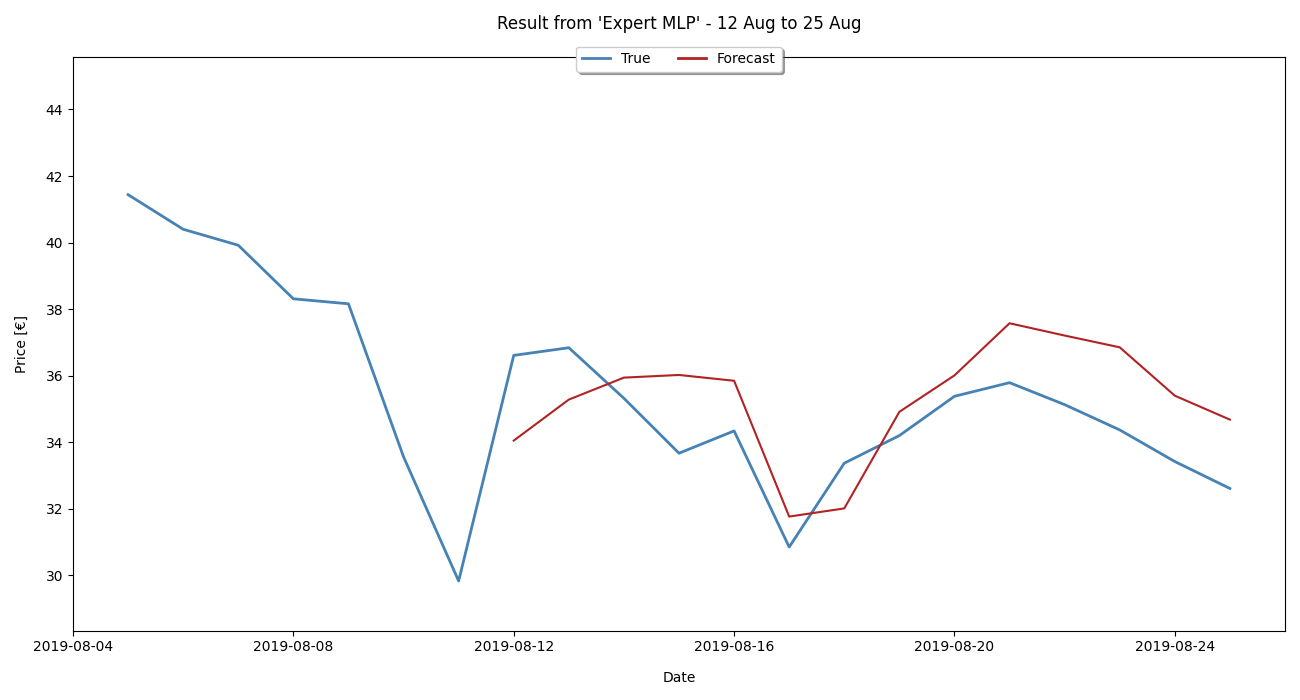 Result from 'Expert MLP' - 12 Aug to 25 Aug
True Forecast
44
42
40
38
36
34
32
30
Price [€]
2019-08-04 2019-08-08 2019-08-12 2019-08-16 2019-08-20 2019-08-24
Date